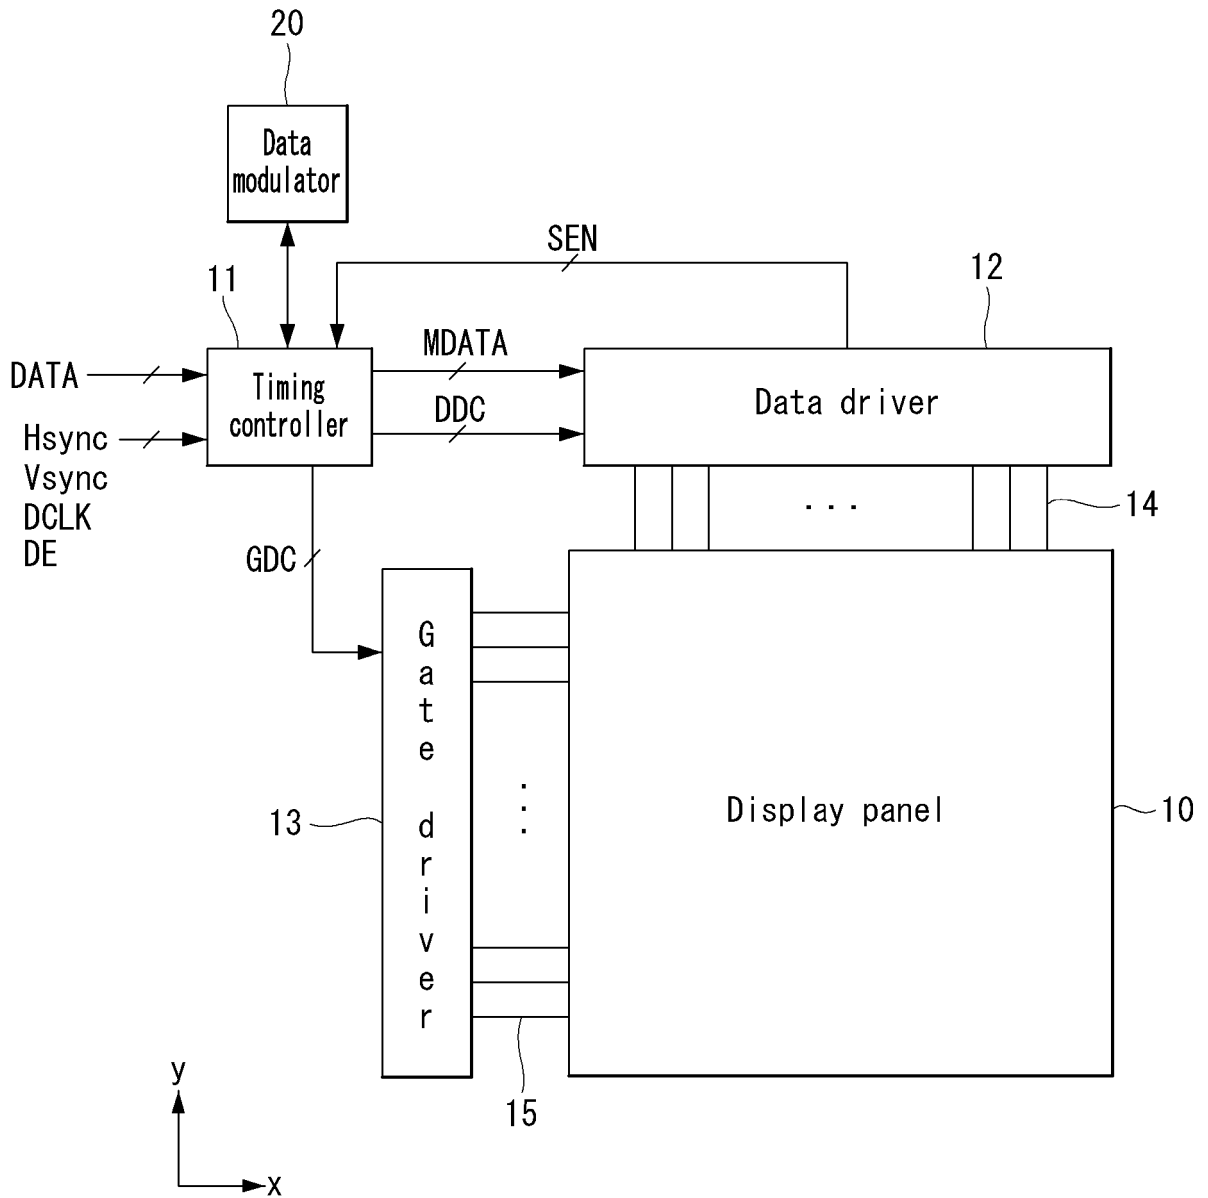 20
Data
modulator
SEN
11
12
MDATA
DATA
Timing
controller
DDC
Data driver
Hsync
Vsync
DCLK
DE
. . .
14
GDC
Gate driver
Display panel
10
13
15
y
x